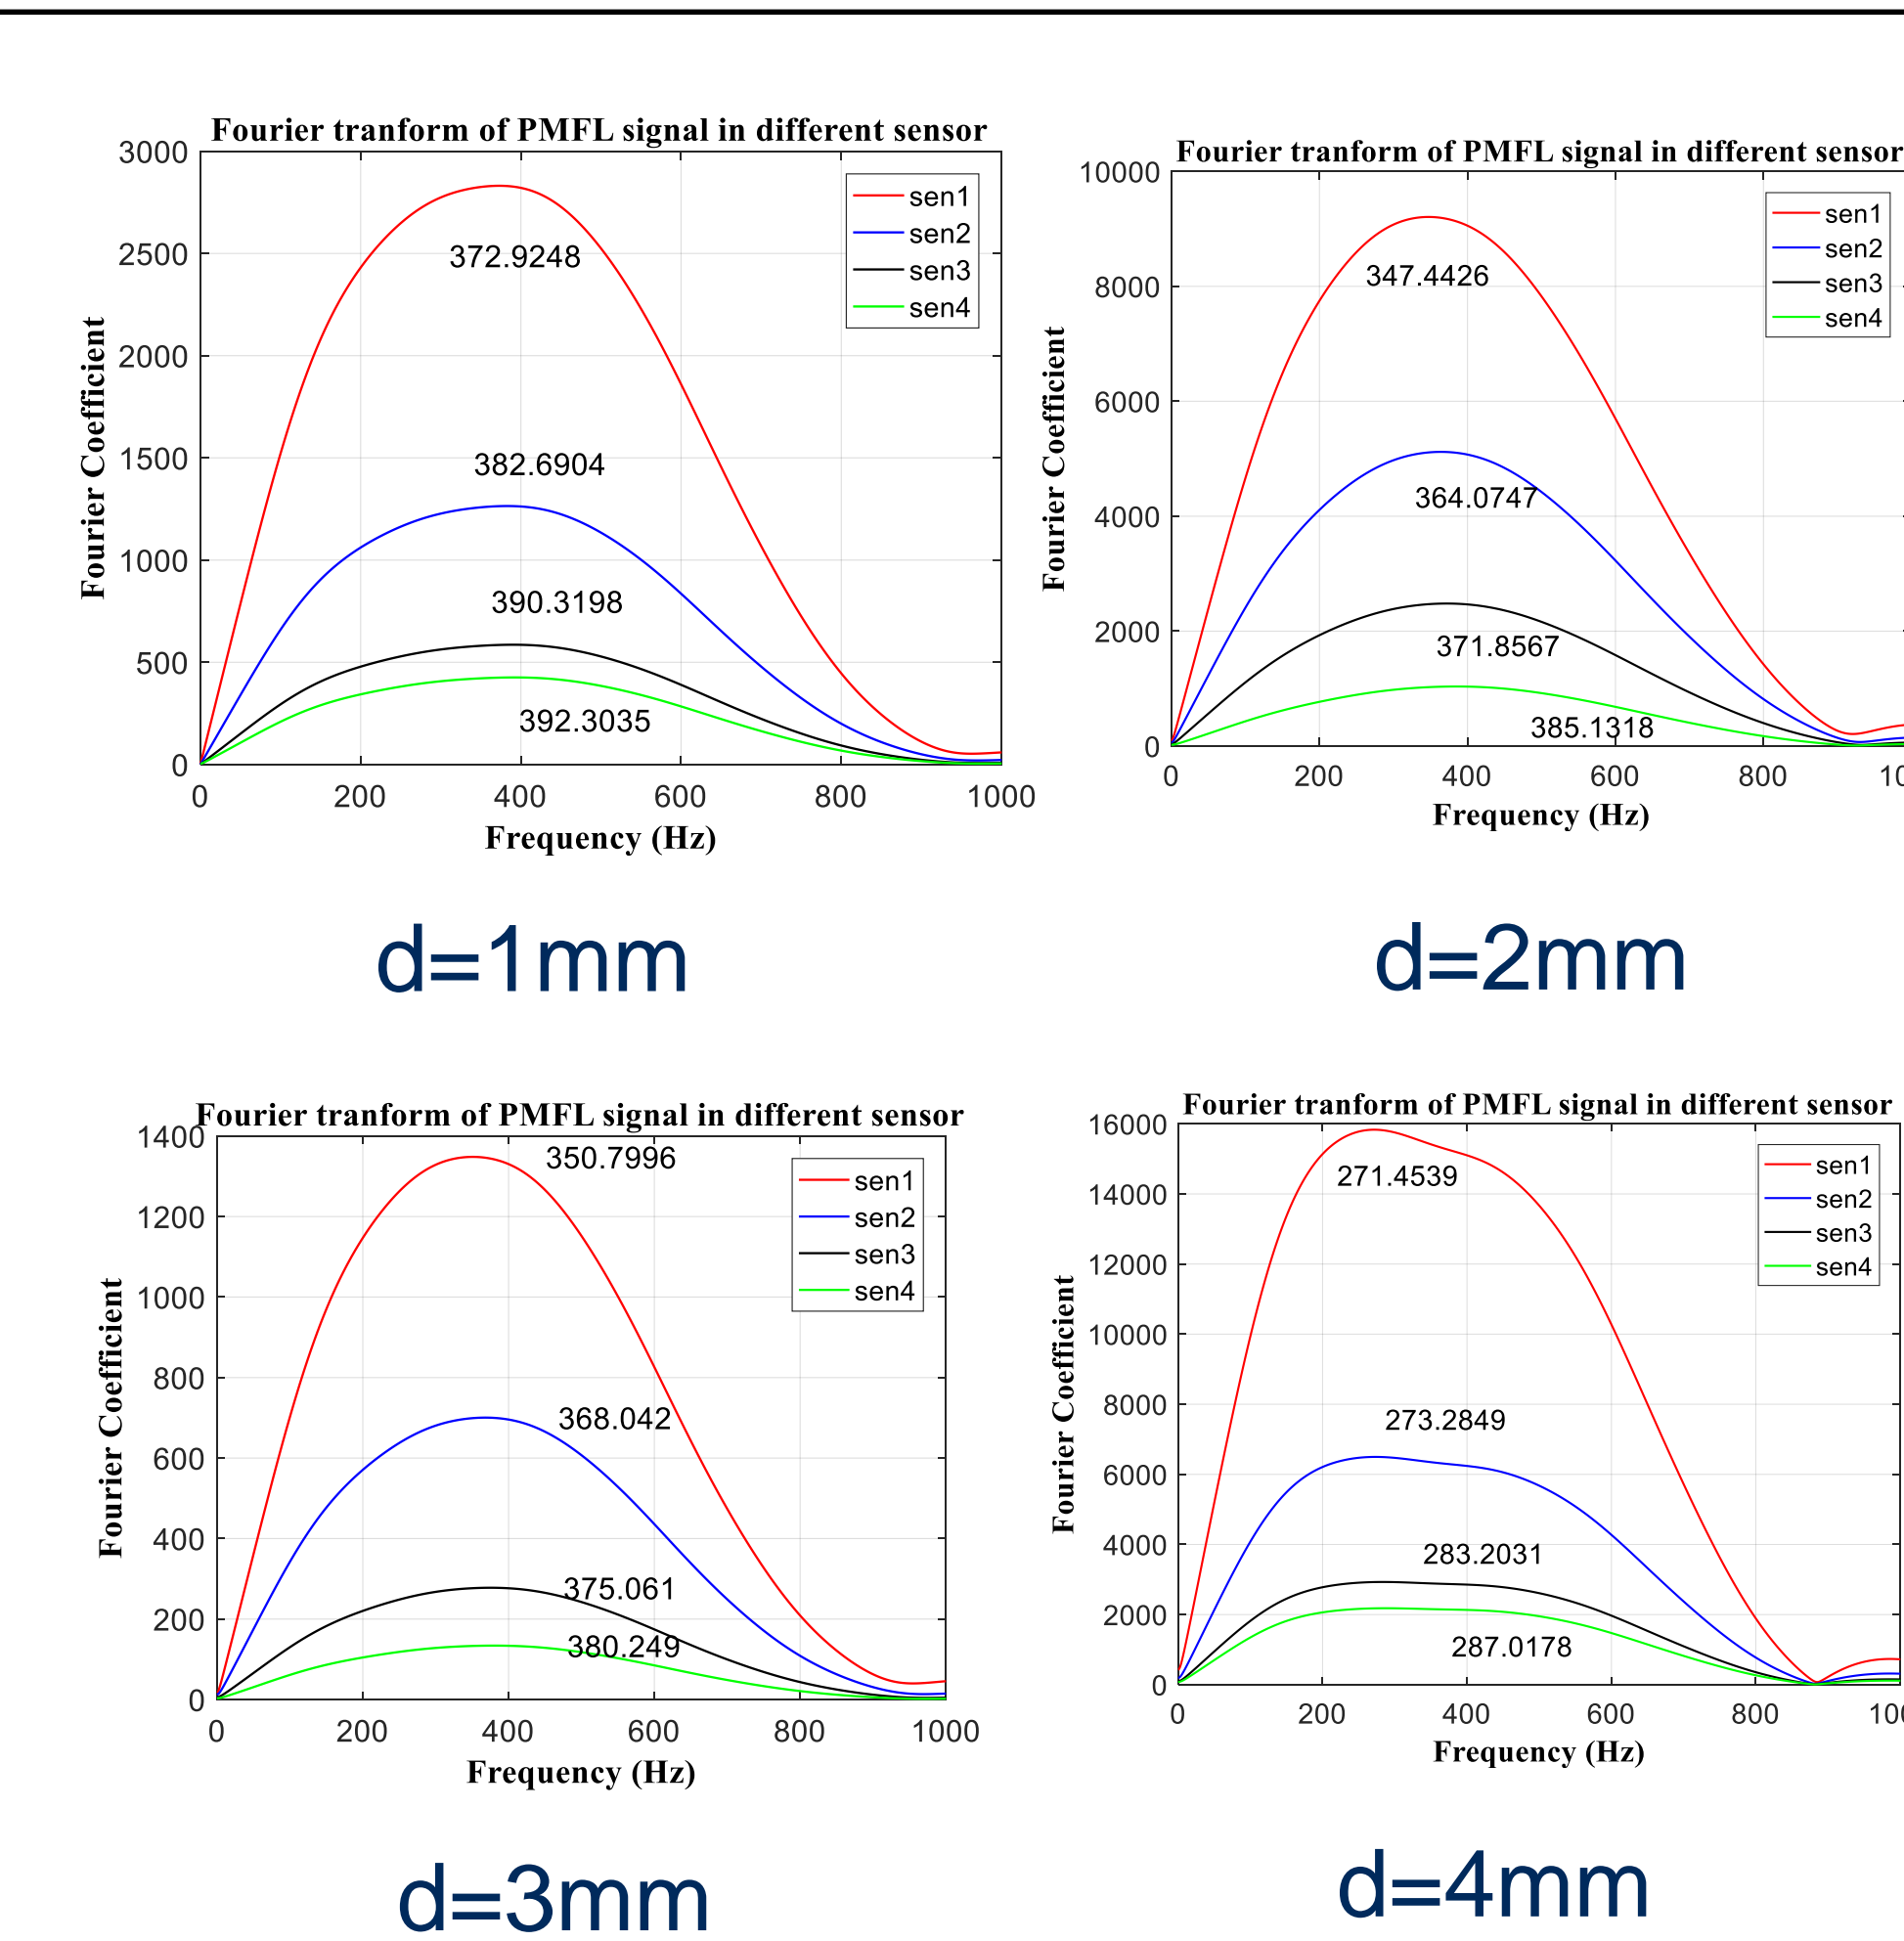 Fourier tranform of PMFL signal in different sensor
3000
2500
2000
1500
1000
500
0
Fourier Coefficient
sen1
sen2
sen3
sen4
372.9248
382.6904
390.3198
392.3035
0 200 400 600 800 1000
Frequency (Hz)
d=1mm
Fourier tranform of PMFL signal in different sensor
10000
8000
6000
4000
2000
0
Fourier Coefficient
sen1
sen2
sen3
sen4
347.4426
364.0747
371.8567
385.1318
0 200 400 600 800
Frequency (Hz)
d=2mm
Fourier tranform of PMFL signal in different sensor
1400
1200
1000
800
600
400
200
0
Fourier Coefficient
sen1
sen2
sen3
sen4
350.7996
368.042
375.061
380.249
0 200 400 600 800 1000
Frequency (Hz)
d=3mm
Fourier tranform of PMFL signal in different sensor
16000
14000
12000
10000
8000
6000
4000
2000
0
Fourier Coefficient
sen1
sen2
sen3
sen4
271.4539
273.2849
283.2031
287.0178
0 200 400 600 800
Frequency (Hz)
d=4mm